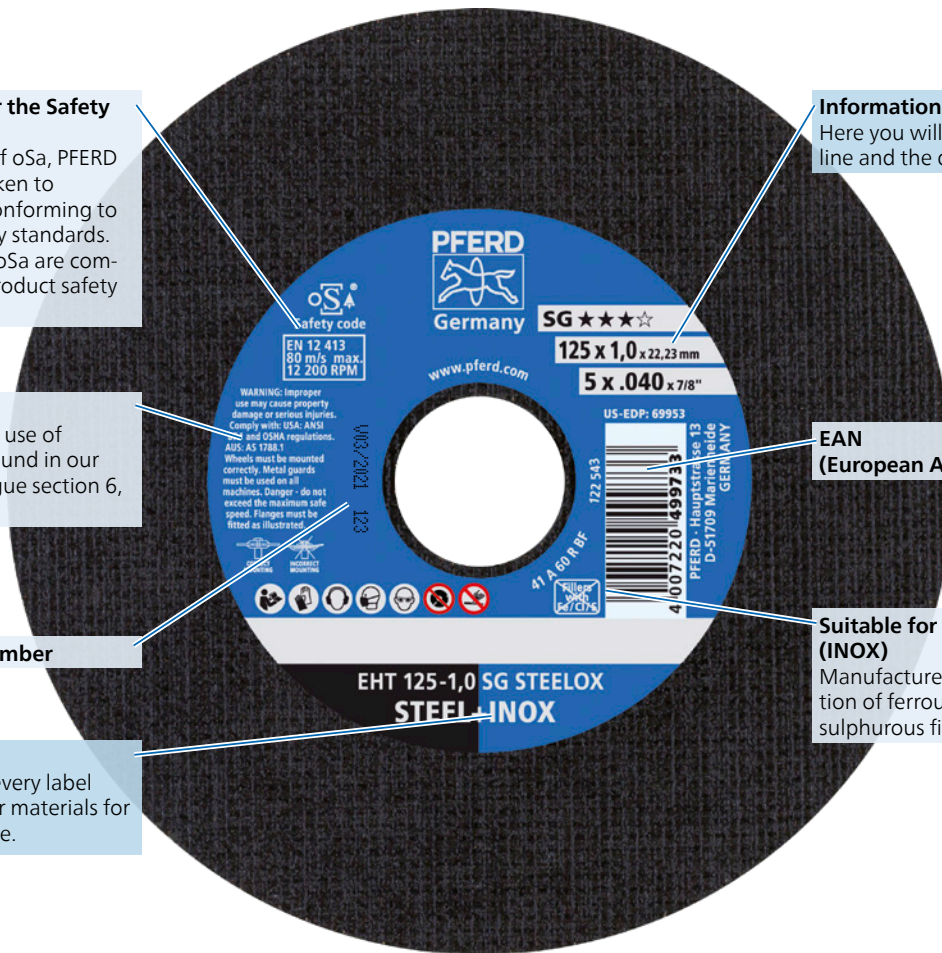 r the Safety
f oSa, PFERD
ken to
onforming to
y standards.
oSa are com-
roduct safety
use of
ound in our
gue section 6,
mber
every label
r materials for
e.
PFERD
Germany
www.pferd.com
oSa®
Safety code
EN 12 413
80 m/s max.
12 200 RPM
WARNING: Improper
use may cause property
damage or serious injuries.
Comply with: USA: ANSI
and OSHA regulations.
AUS: AS 1788.1
Wheels must be mounted
correctly. Metal guards
must be used on all
machines. Danger - do not
exceed the maximum safe
speed. Flanges must be
fitted as illustrated.
CORRECT
MOUNTING
INCORRECT
MOUNTING
V03/2021 123
SG ★★★☆
125 x 1,0 x 22,23 mm
5 x .040 x 7/8"
US-EDP: 69953
722 543
4 007220 499733
PFERD · Hauptstrasse 13
D-51709 Marienheide
GERMANY
41 A 60 R BF
Fillers
with
Fe/Cl/S
EHT 125-1,0 SG STEELOX
STEEL+INOX
Information
Here you will
line and the
EAN
(European A
Suitable for
(INOX)
Manufacture
tion of ferrou
sulphurous fi